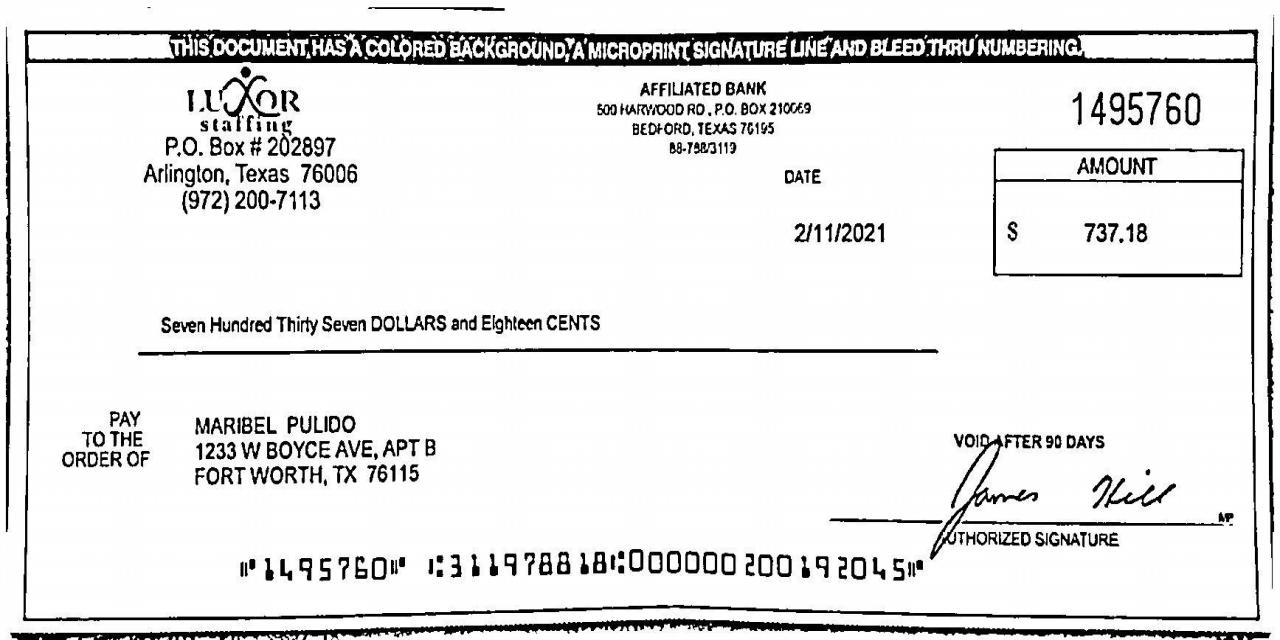 THIS DOCUMENT HAS A COLORED BACKGROUND, A MICROPRINT SIGNATURE LINE AND BLEED THRU NUMBERING.
LUXOR
staffing
P.O. Box # 202897
Arlington, Texas 76006
(972) 200-7113
AFFILIATED BANK
500 HARWOOD RD., P.O. BOX 210069
BEDFORD, TEXAS 76195
88-788/3119
1495760
DATE
2/11/2021
AMOUNT
$ 737.18
Seven Hundred Thirty Seven DOLLARS and Eighteen CENTS
PAY
TO THE
ORDER OF
MARIBEL PULIDO
1233 W BOYCE AVE, APT B
FORT WORTH, TX 76115
VOID AFTER 90 DAYS
James Hill
MP
AUTHORIZED SIGNATURE
⑈1495760⑈ ⑆311978818⑆000000200192045⑈